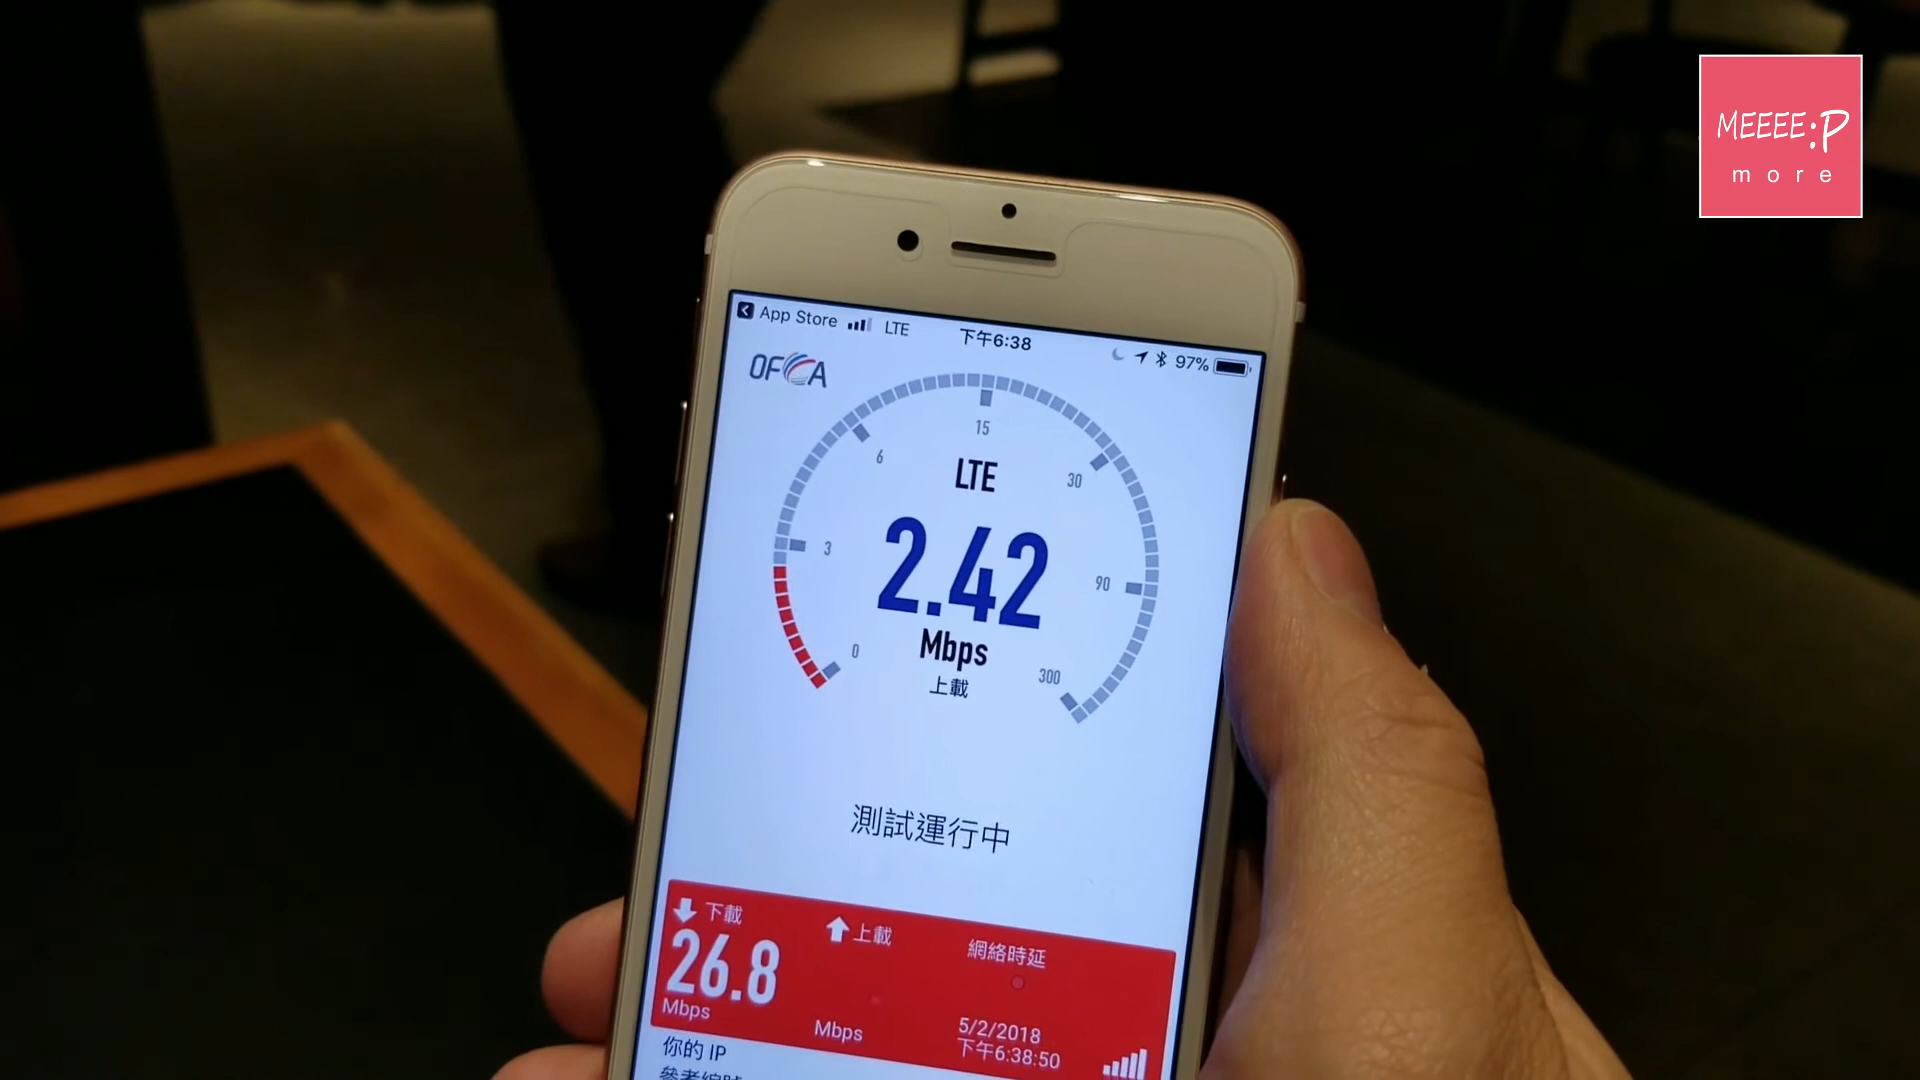 MEEEE:P
more
App Store LTE 下午6:38 97%
OFCA
15
6
30
LTE
3
2.42
90
0
Mbps
300
上載
測試運行中
下載 上載 網絡時延
26.8
Mbps Mbps 5/2/2018
下午6:38:50
你的 IP